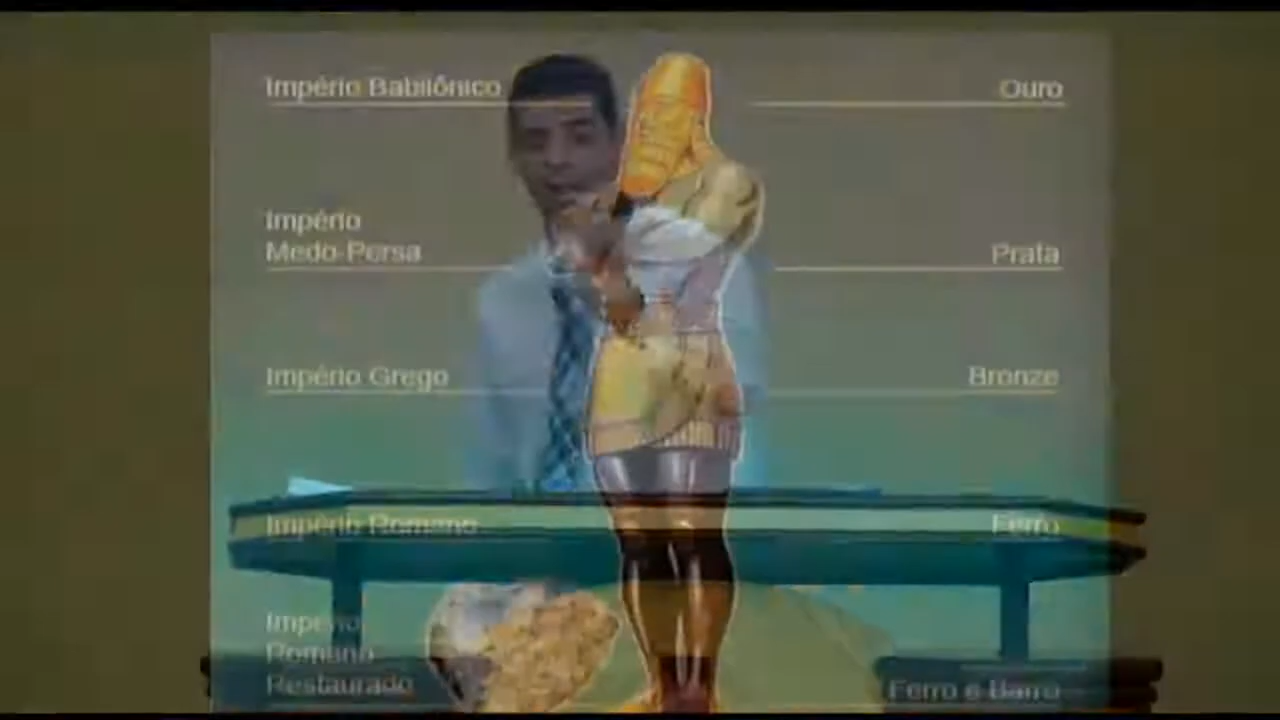 Império Babilônico
Ouro
Império
Medo-Persa
Prata
Império Grego
Bronze
Império Romano
Ferro
Império
Romano
Restaurado
Ferro e Barro